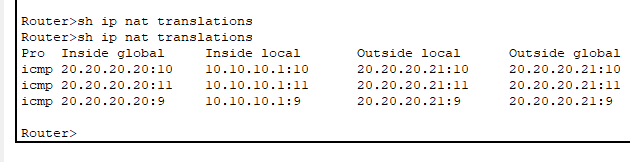 Router>sh ip nat translations
Router>sh ip nat translations
Pro  Inside global     Inside local       Outside local      Outside global
icmp 20.20.20.20:10    10.10.10.1:10      20.20.20.21:10     20.20.20.21:10
icmp 20.20.20.20:11    10.10.10.1:11      20.20.20.21:11     20.20.20.21:11
icmp 20.20.20.20:9     10.10.10.1:9       20.20.20.21:9      20.20.20.21:9
Router>